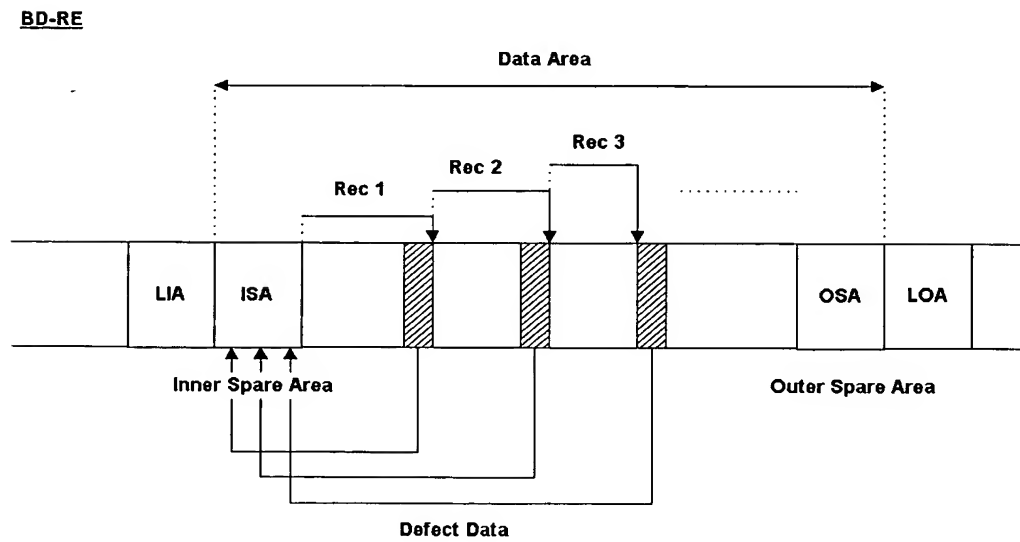 BD-RE
Data Area
Rec 3
Rec 2
Rec 1
LIA
ISA
OSA
LOA
Inner Spare Area
Outer Spare Area
Defect Data